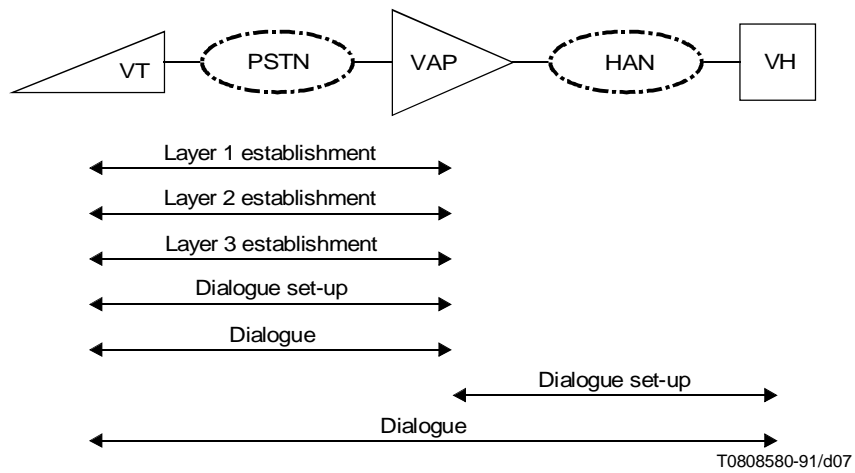 VT PSTN VAP HAN VH
Layer 1 establishment
Layer 2 establishment
Layer 3 establishment
Dialogue set-up
Dialogue
Dialogue set-up
Dialogue
T0808580-91/d07